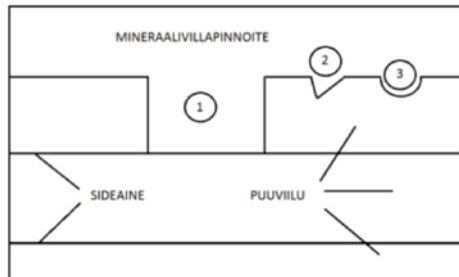 MINERAALIVILLAPINNOITE
2
3
1
SIDEAINE
PUUVIILU